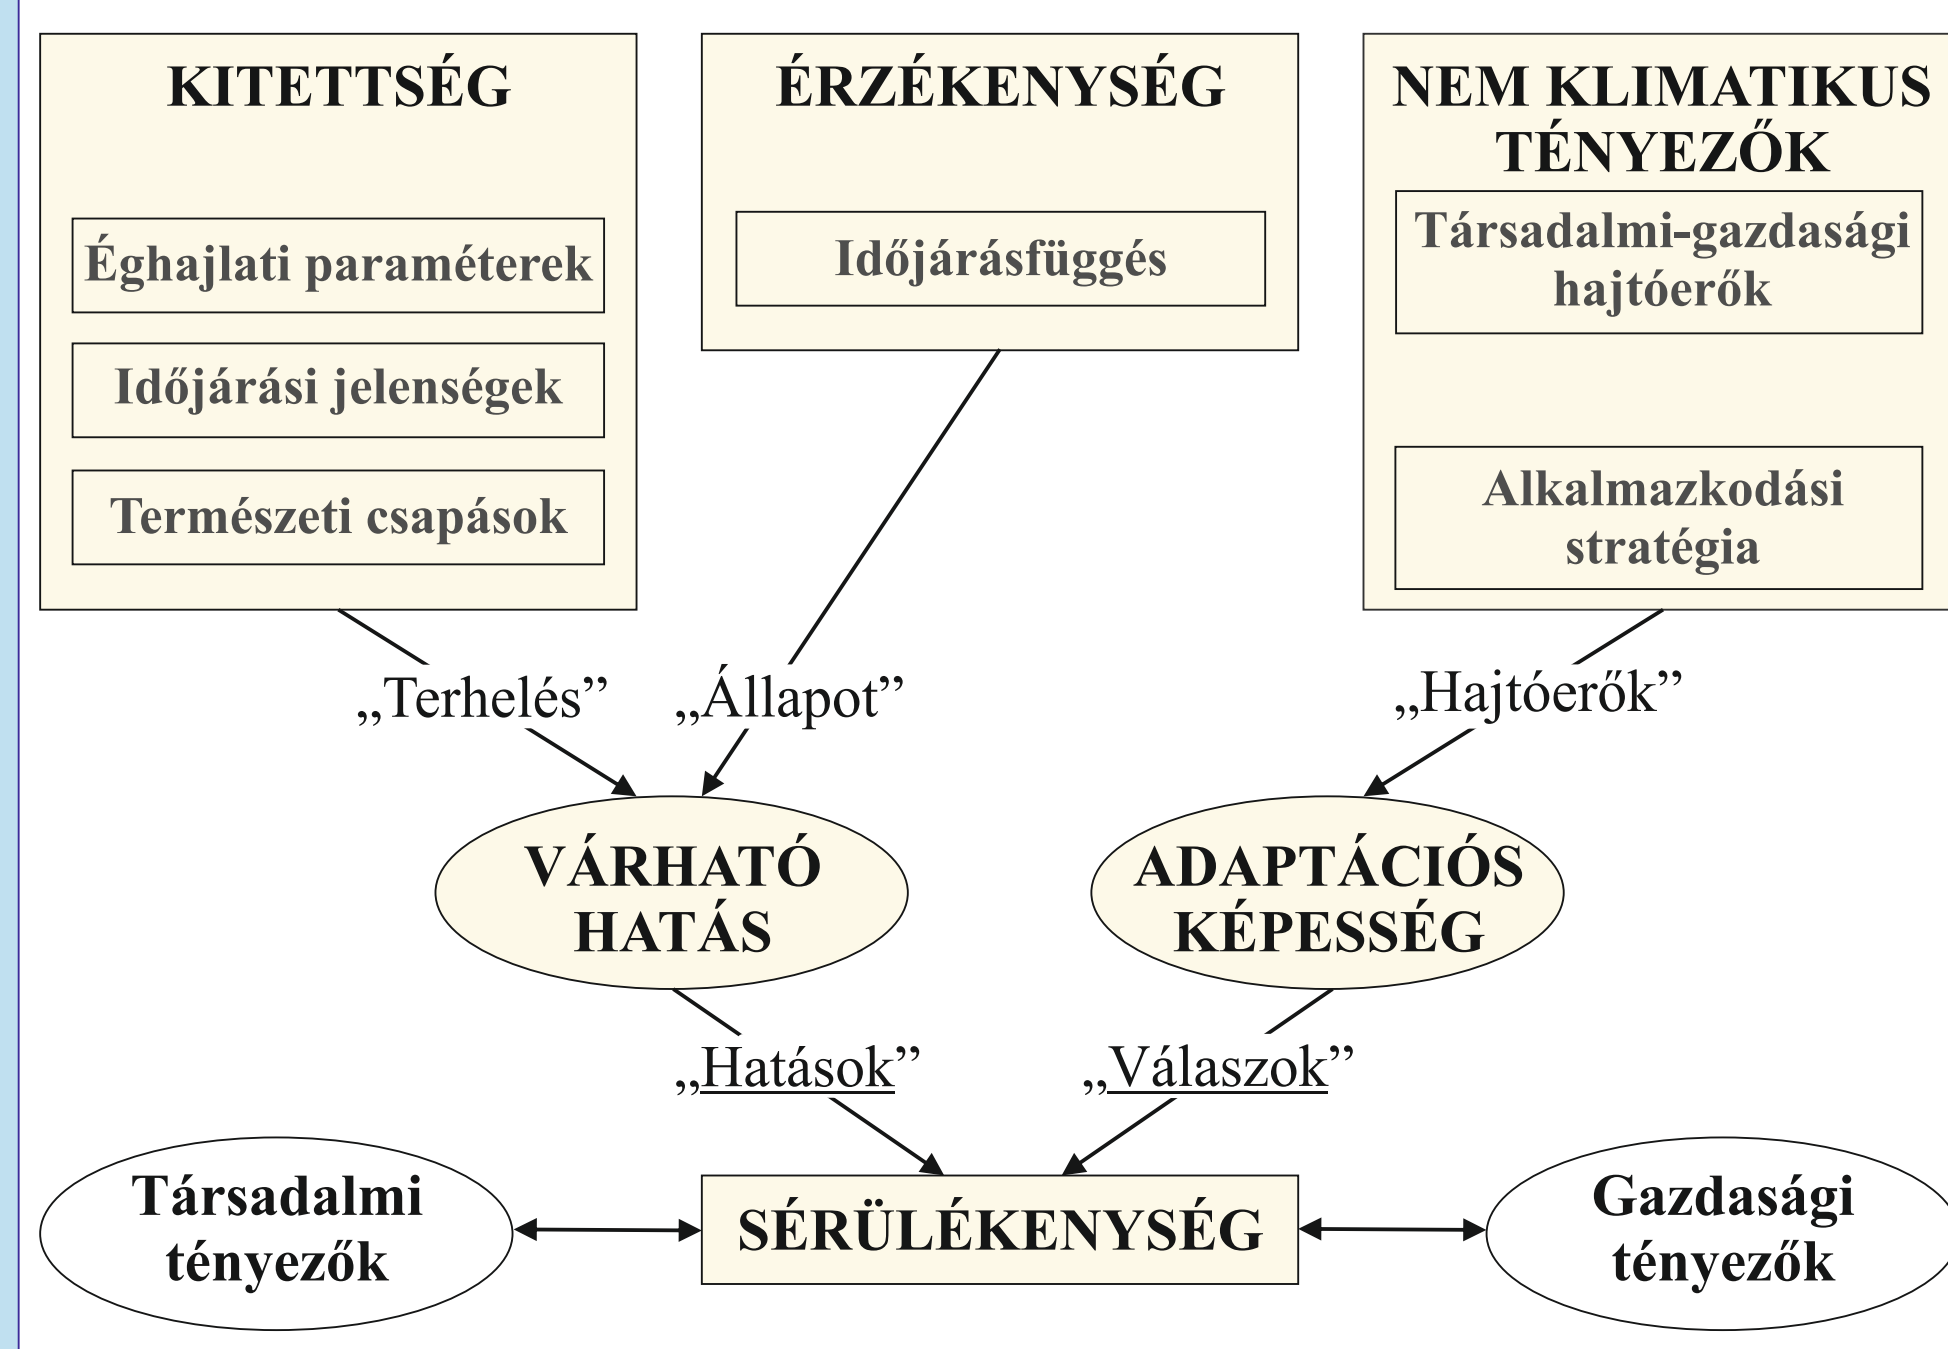 KITETTSÉG
Éghajlati paraméterek
Időjárási jelenségek
Természeti csapások
ÉRZÉKENYSÉG
Időjárásfüggés
NEM KLIMATIKUS
TÉNYEZŐK
Társadalmi-gazdasági
hajtóerők
Alkalmazkodási
stratégia
„Terhelés”
„Állapot”
„Hajtóerők”
VÁRHATÓ
HATÁS
ADAPTÁCIÓS
KÉPESSÉG
„Hatások”
„Válaszok”
Társadalmi
tényezők
SÉRÜLÉKENYSÉG
Gazdasági
tényezők